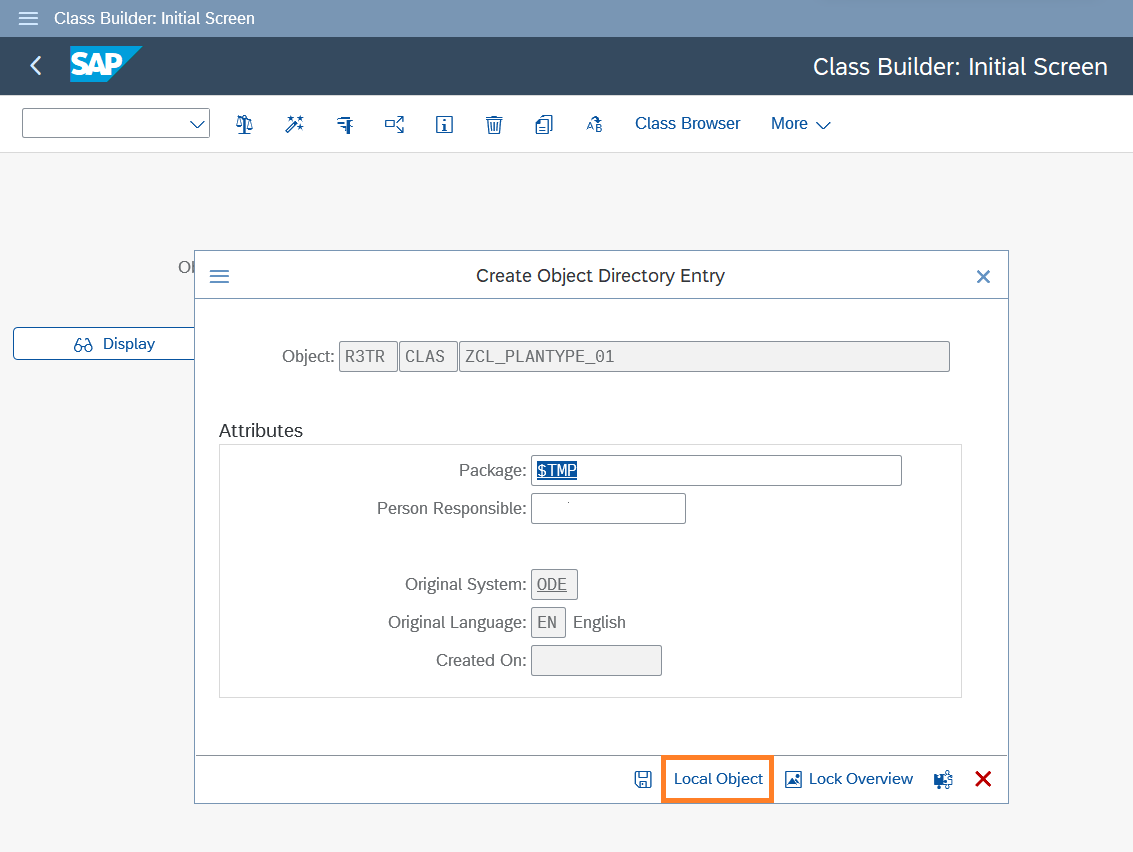 Class Builder: Initial Screen
SAP
Class Builder: Initial Screen
Class Browser
More
Create Object Directory Entry
Display
Object: R3TR CLAS ZCL_PLANTYPE_01
Attributes
Package: $TMP
Person Responsible:
Original System: ODE
Original Language: EN English
Created On:
Local Object
Lock Overview